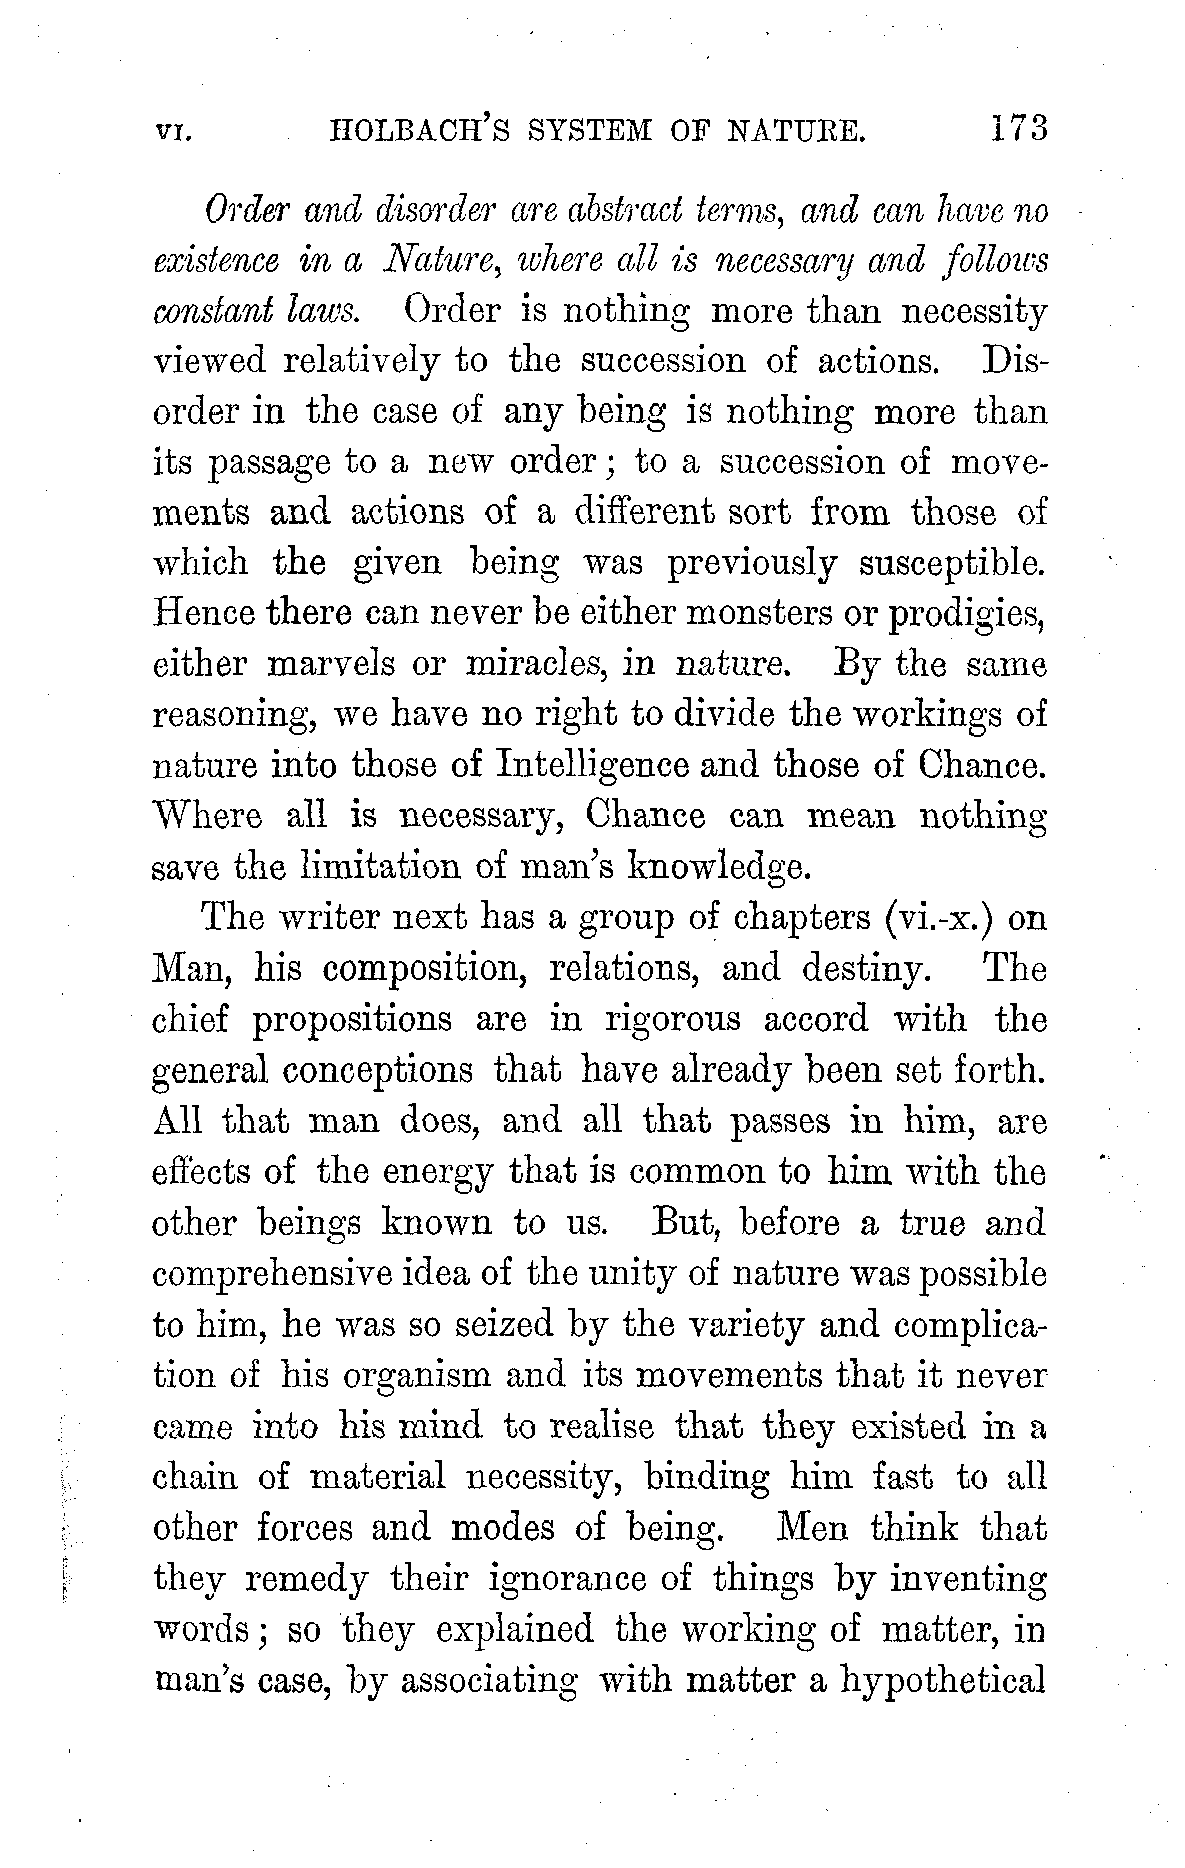 VI. HOLBACH'S SYSTEM OF NATURE. 173
Order and disorder are abstract terms, and can have no
existence in a Nature, where all is necessary and follows
constant laws. Order is nothing more than necessity
viewed relatively to the succession of actions. Dis-
order in the case of any being is nothing more than
its passage to a new order; to a succession of move-
ments and actions of a different sort from those of
which the given being was previously susceptible.
Hence there can never be either monsters or prodigies,
either marvels or miracles, in nature. By the same
reasoning, we have no right to divide the workings of
nature into those of Intelligence and those of Chance.
Where all is necessary, Chance can mean nothing
save the limitation of man's knowledge.
The writer next has a group of chapters (vi.-x.) on
Man, his composition, relations, and destiny. The
chief propositions are in rigorous accord with the
general conceptions that have already been set forth.
All that man does, and all that passes in him, are
effects of the energy that is common to him with the
other beings known to us. But, before a true and
comprehensive idea of the unity of nature was possible
to him, he was so seized by the variety and complica-
tion of his organism and its movements that it never
came into his mind to realise that they existed in a
chain of material necessity, binding him fast to all
other forces and modes of being. Men think that
they remedy their ignorance of things by inventing
words; so they explained the working of matter, in
man's case, by associating with matter a hypothetical